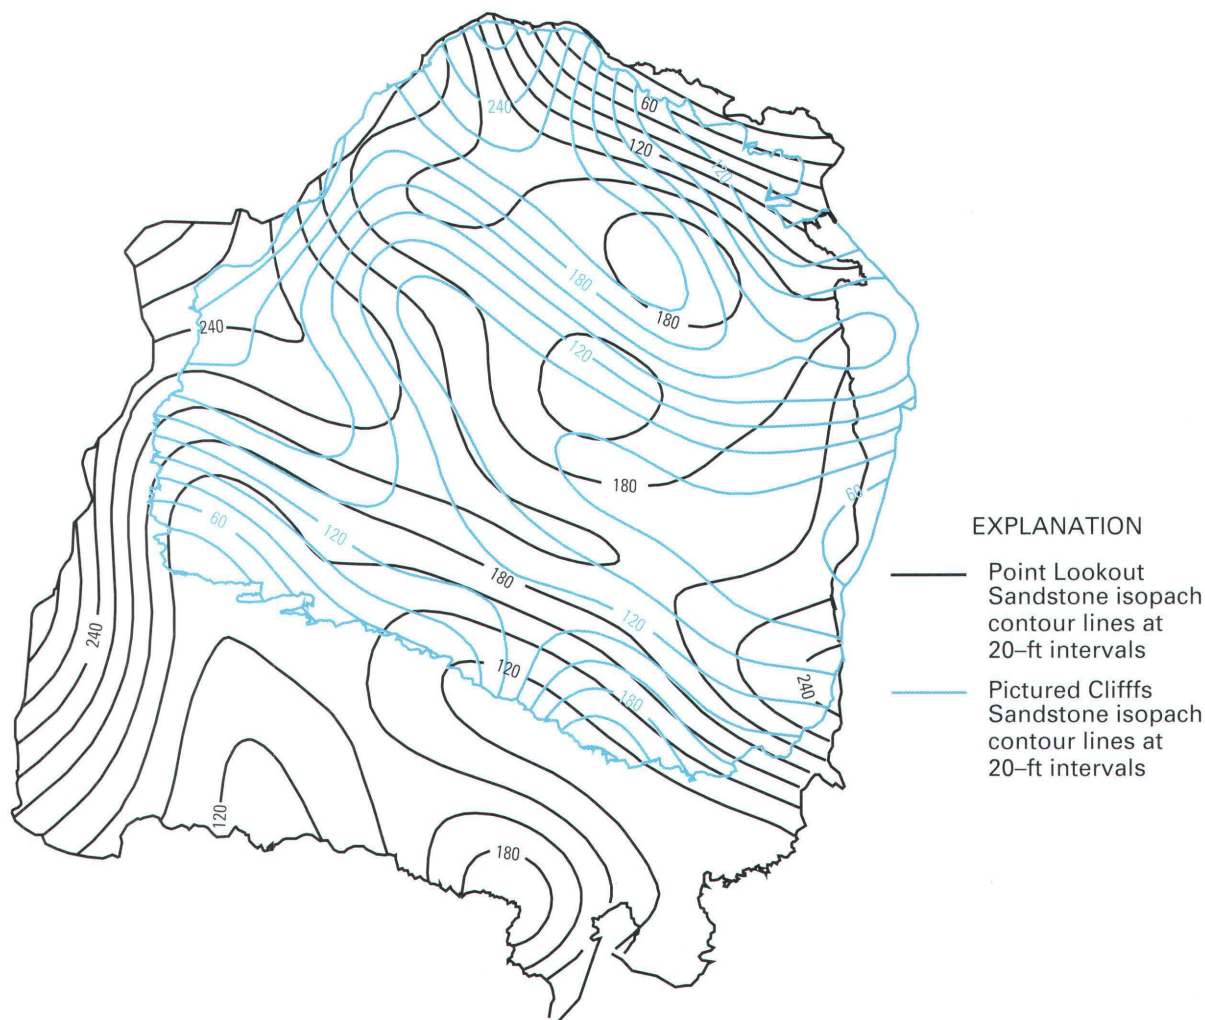 240
60
120
120
180
180
240
120
EXPLANATION
180
60
60
120
Point Lookout
Sandstone isopach
contour lines at
20–ft intervals
180
120
240
120
240
180
Pictured Clifffs
Sandstone isopach
contour lines at
20–ft intervals
120
180